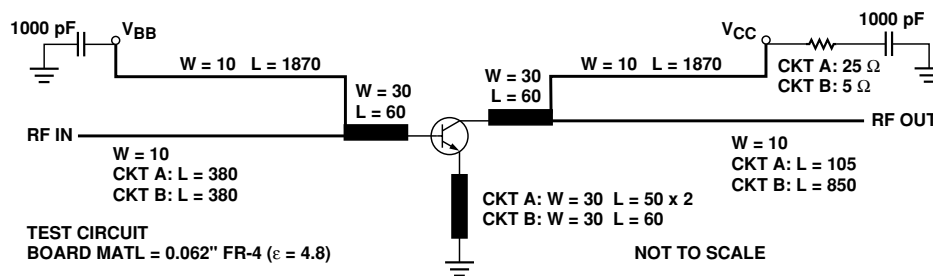 1000 pF
VBB
W = 10 L = 1870
W = 30
L = 60
RF IN
W = 10
CKT A: L = 380
CKT B: L = 380
TEST CIRCUIT
BOARD MATL = 0.062" FR-4 (ε = 4.8)
W = 30
L = 60
W = 10 L = 1870
VCC
1000 pF
CKT A: 25 Ω
CKT B: 5 Ω
RF OUT
W = 10
CKT A: L = 105
CKT B: L = 850
CKT A: W = 30 L = 50 x 2
CKT B: W = 30 L = 60
NOT TO SCALE